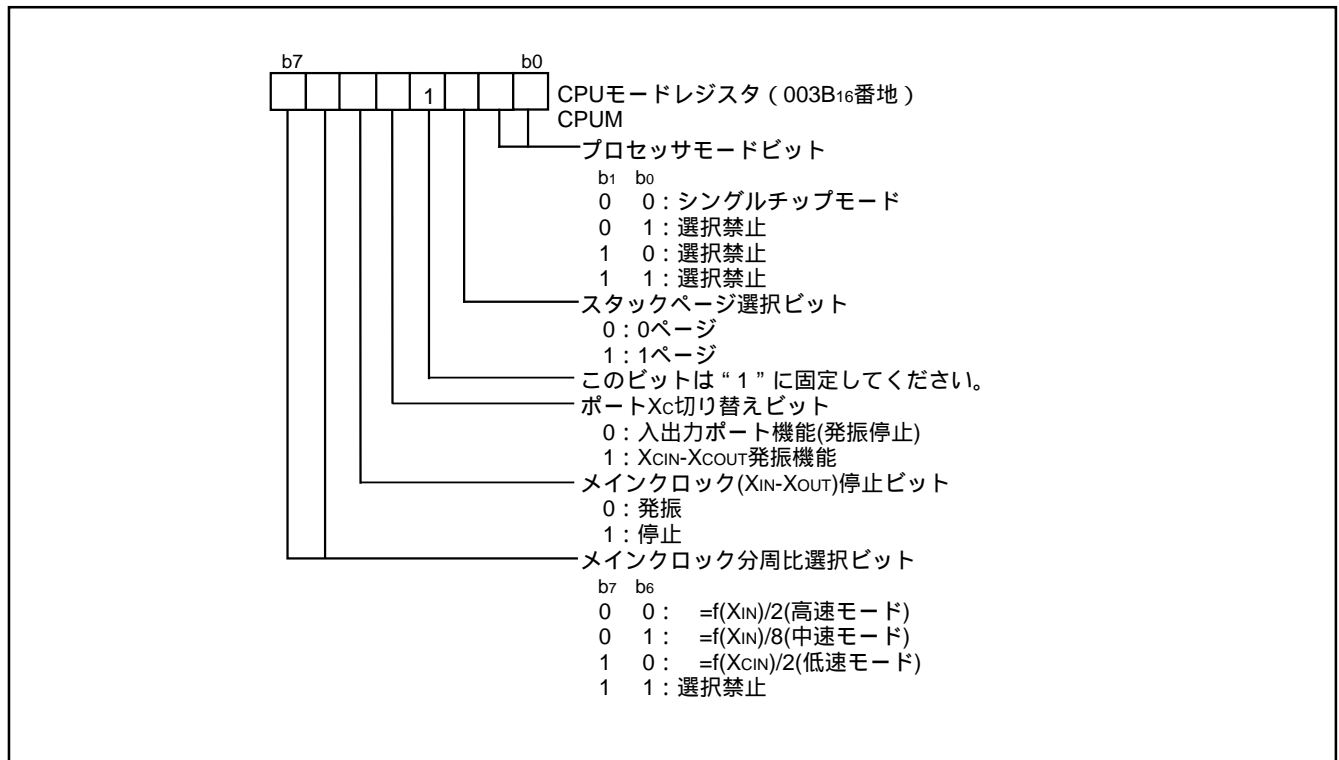 b7 b0
1
CPUモードレジスタ（003B16番地）
CPUM
プロセッサモードビット
b1 b0
0 0：シングルチップモード
0 1：選択禁止
1 0：選択禁止
1 1：選択禁止
スタックページ選択ビット
0：0ページ
1：1ページ
このビットは“1”に固定してください。
ポートXC切り替えビット
0：入出力ポート機能(発振停止)
1：XCIN-XCOUT発振機能
メインクロック(XIN-XOUT)停止ビット
0：発振
1：停止
メインクロック分周比選択ビット
b7 b6
0 0： =f(XIN)/2(高速モード)
0 1： =f(XIN)/8(中速モード)
1 0： =f(XCIN)/2(低速モード)
1 1：選択禁止